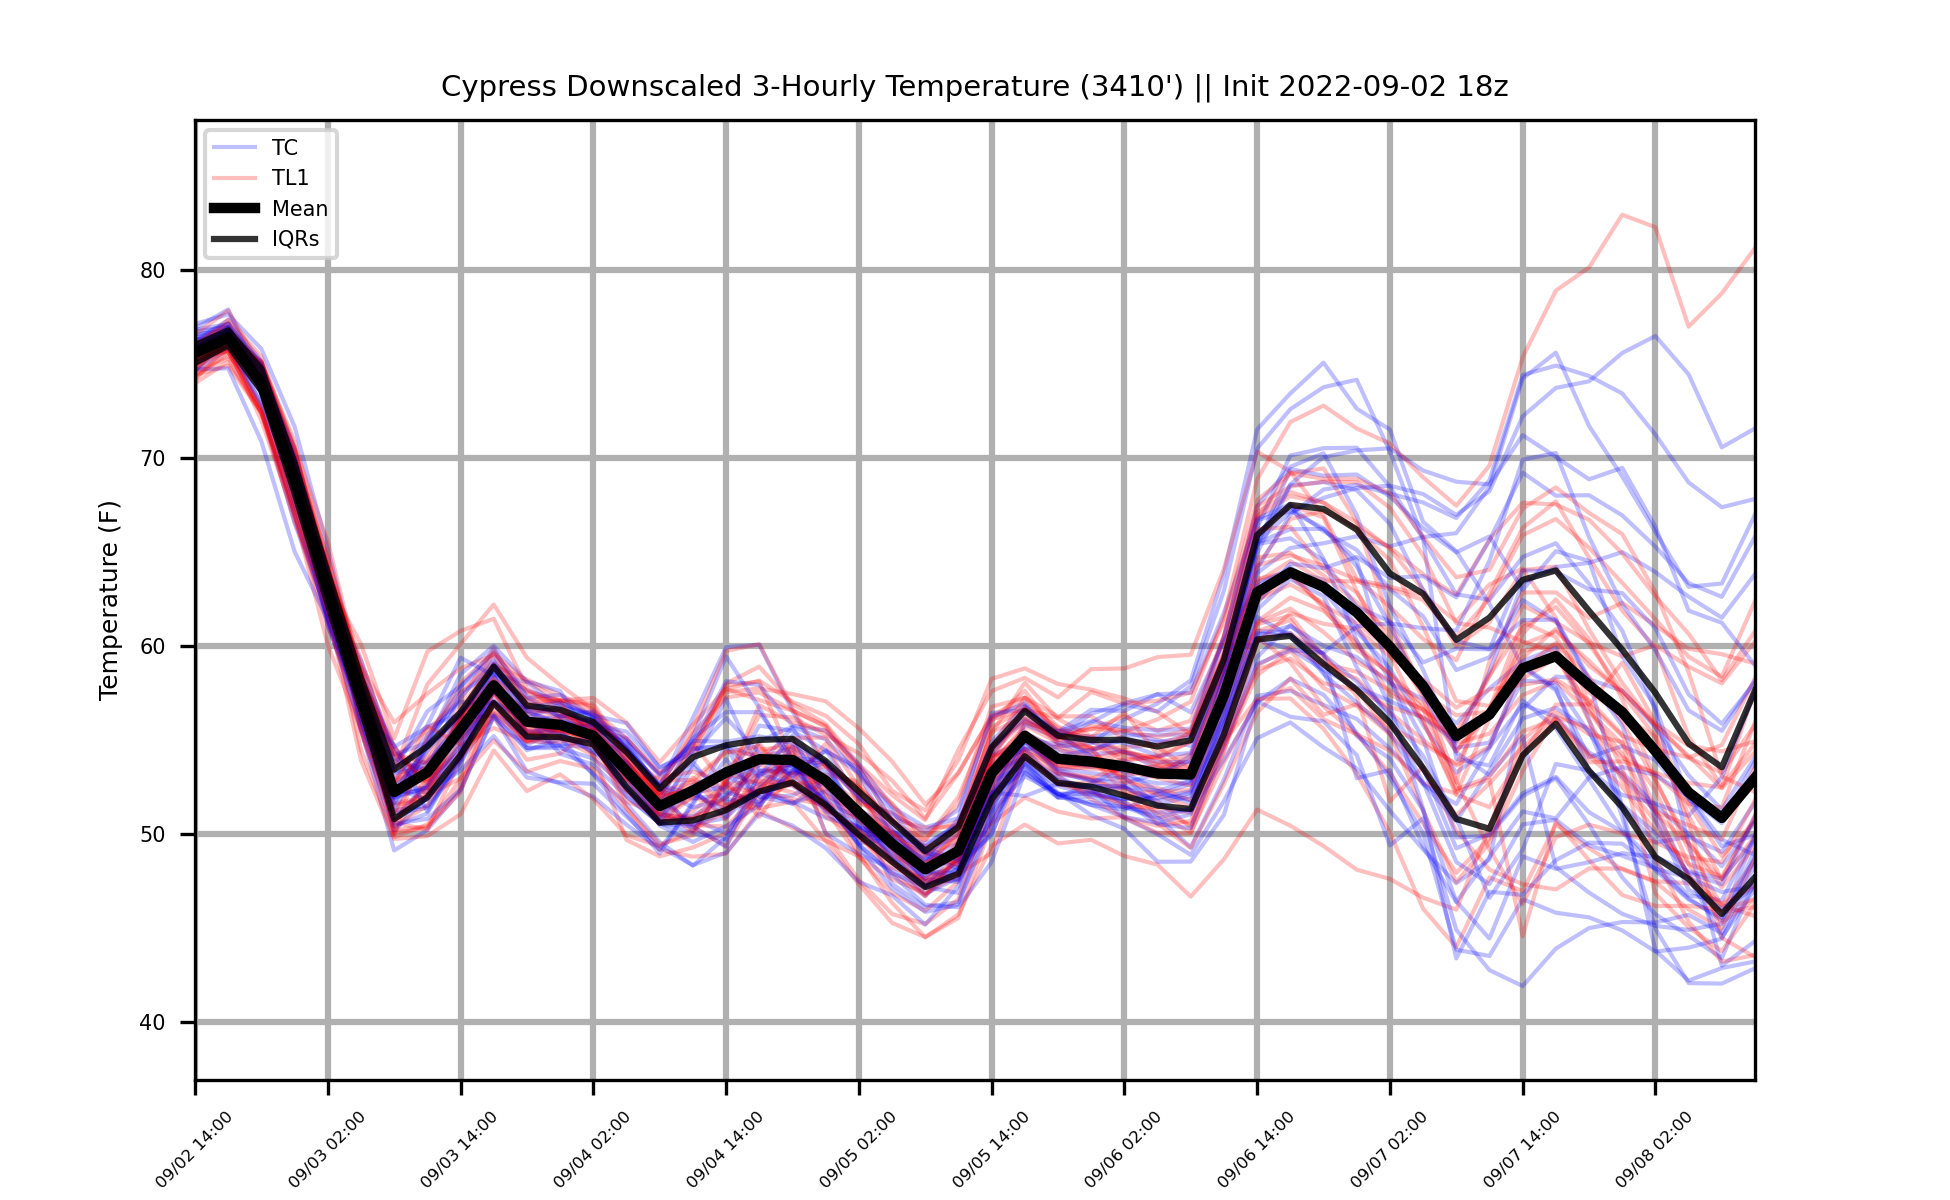 Cypress Downscaled 3-Hourly Temperature (3410') || Init 2022-09-02 18z
TC
TL1
Mean
IQRs
Temperature (F)
80
70
60
50
40
09/02 14:00
09/03 02:00
09/03 14:00
09/04 02:00
09/04 14:00
09/05 02:00
09/05 14:00
09/06 02:00
09/06 14:00
09/07 02:00
09/07 14:00
09/08 02:00